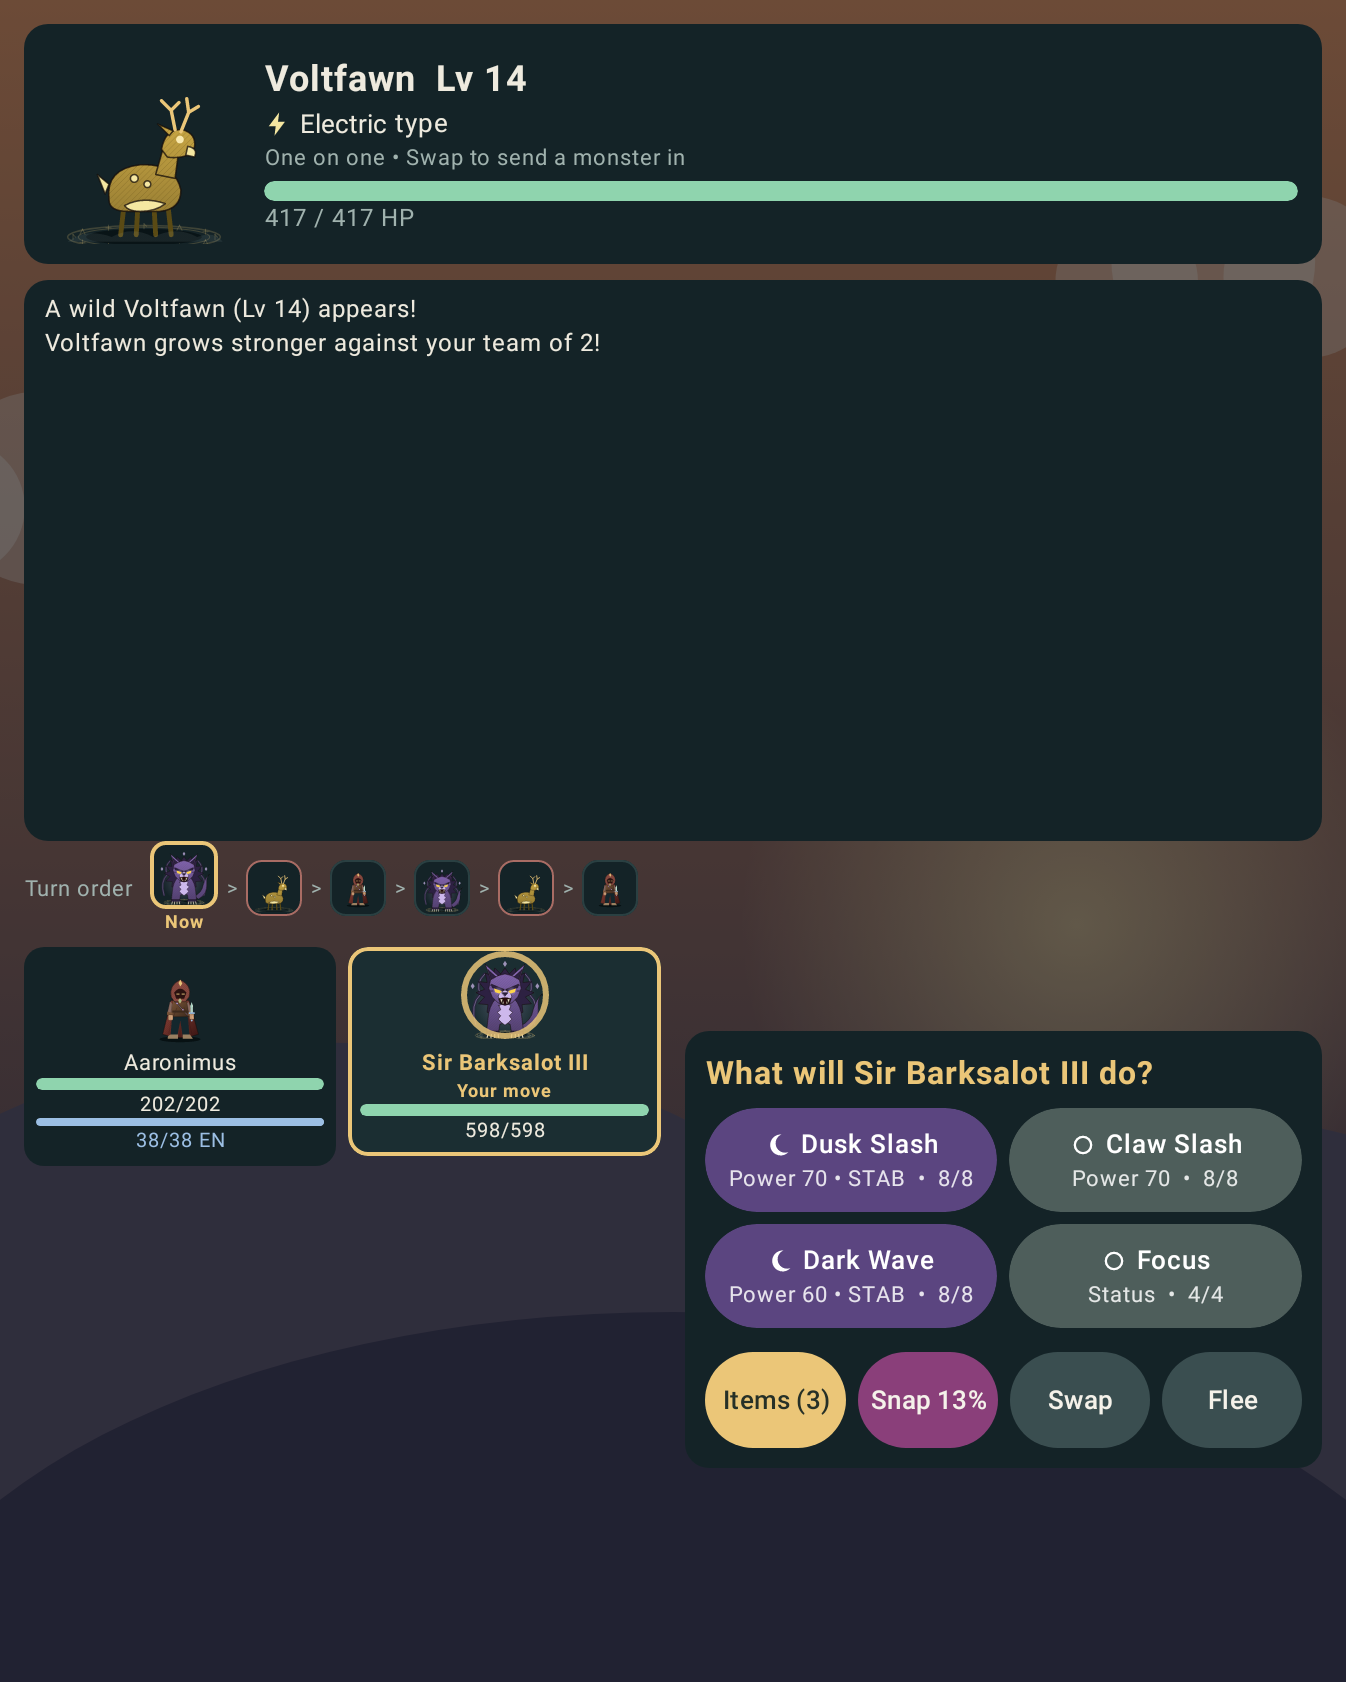 Voltfawn Lv 14
Electric type
One on one • Swap to send a monster in
417 / 417 HP
A wild Voltfawn (Lv 14) appears!
Voltfawn grows stronger against your team of 2!
Turn order > > > > >
Now
Aaronimus
202/202
38/38 EN
Sir Barksalot III
Your move
598/598
What will Sir Barksalot III do?
Dusk Slash
Power 70 • STAB • 8/8
Claw Slash
Power 70 • 8/8
Dark Wave
Power 60 • STAB • 8/8
Focus
Status • 4/4
Items (3)
Snap 13%
Swap
Flee